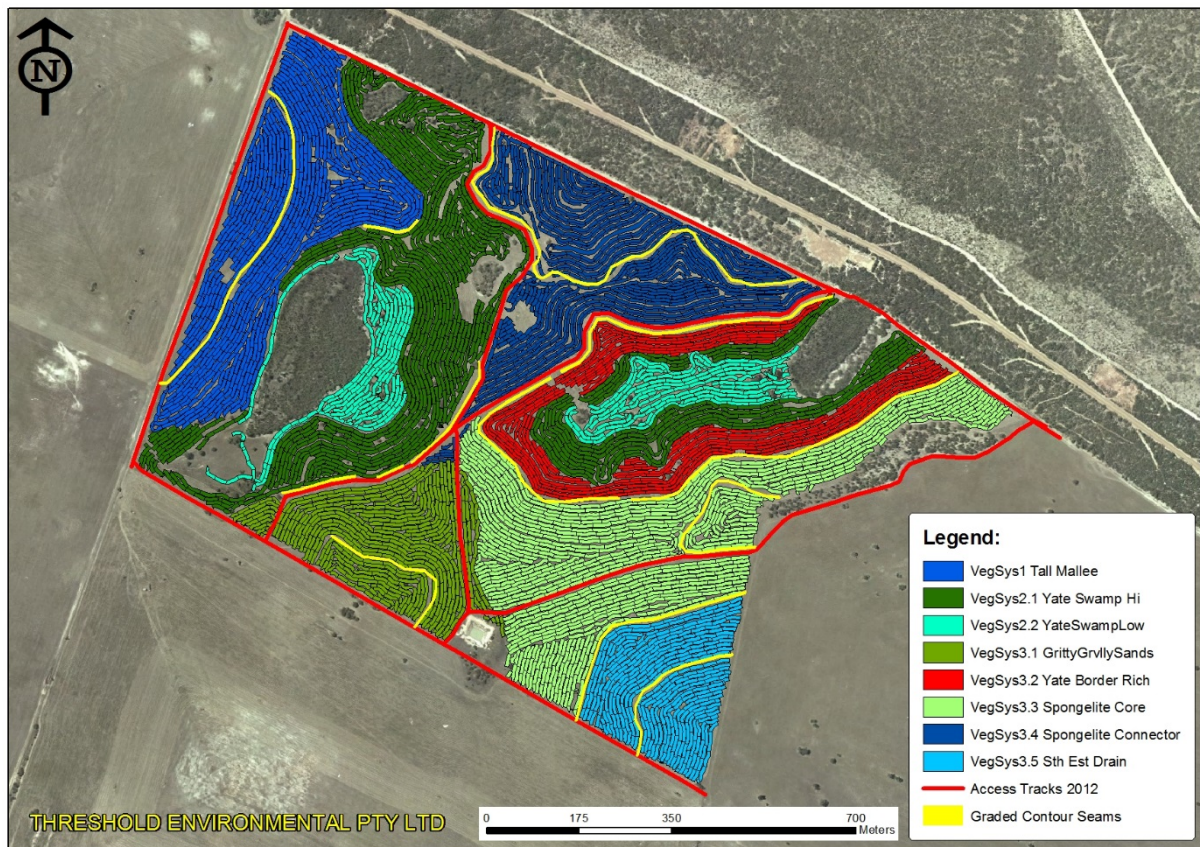 N
Legend:
VegSys1 Tall Mallee
VegSys2.1 Yate Swamp Hi
VegSys2.2 YateSwampLow
VegSys3.1 GrittyGrvllySands
VegSys3.2 Yate Border Rich
VegSys3.3 Spongelite Core
VegSys3.4 Spongelite Connector
VegSys3.5 Sth Est Drain
Access Tracks 2012
Graded Contour Seams
THRESHOLD ENVIRONMENTAL PTY LTD
0 175 350 700
Meters